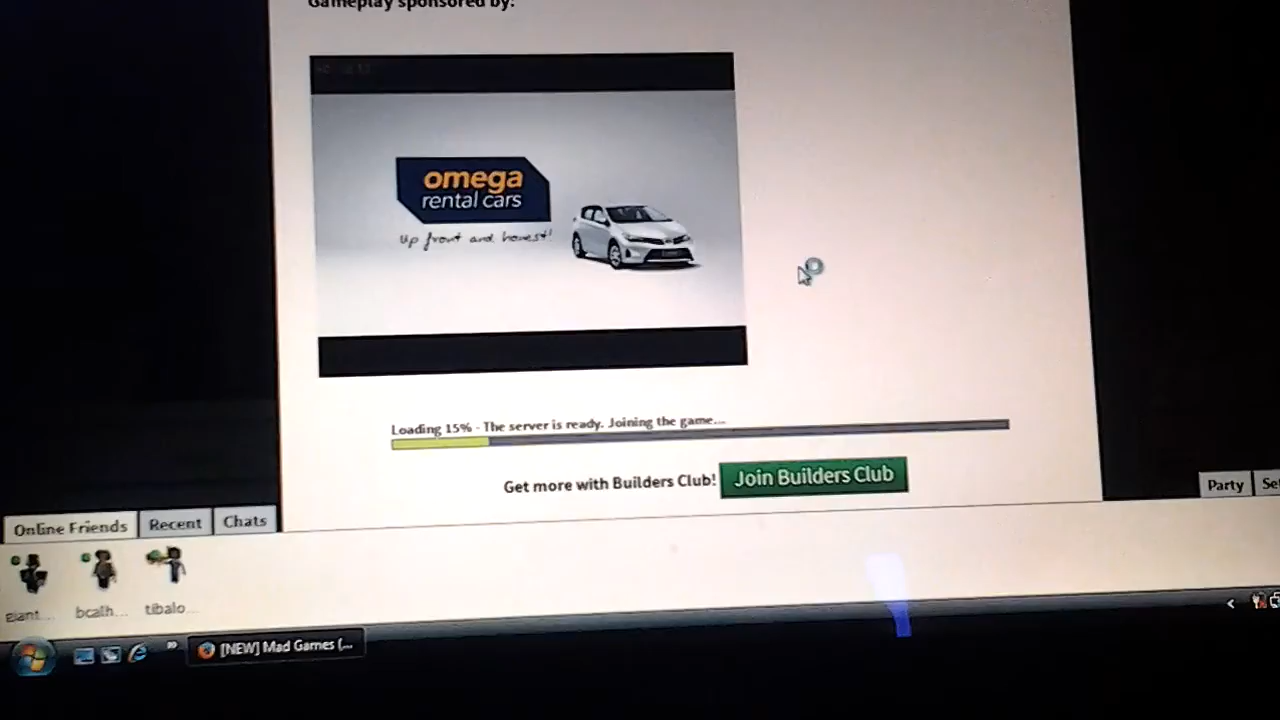 Gameplay sponsored by:
omega
rental cars
Up front and honest!
Loading 15% - The server is ready. Joining the game...
Get more with Builders Club! Join Builders Club
Party
Online Friends Recent Chats
bcalh... tibalo...
[NEW] Mad Games (...